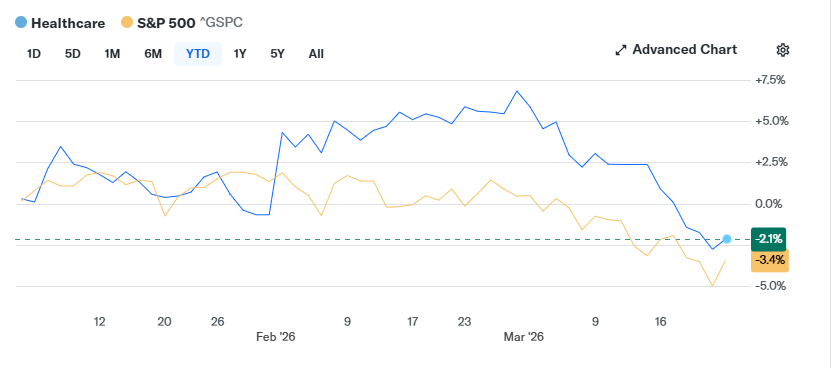 Healthcare S&P 500 ^GSPC
1D 5D 1M 6M YTD 1Y 5Y All Advanced Chart
+7.5%
+5.0%
+2.5%
0.0%
-2.1%
-3.4%
-5.0%
12 20 26 9 17 23 9 16
Feb '26 Mar '26